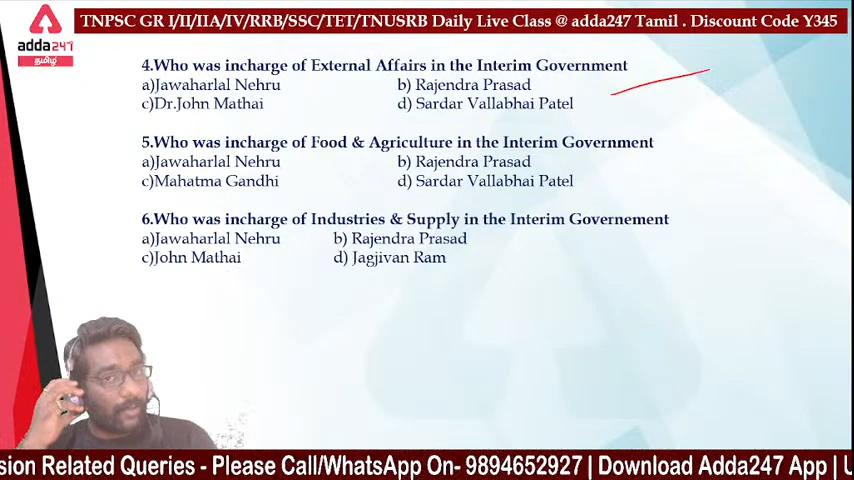 TNPSC GR I/II/IIA/IV/RRB/SSC/TET/TNUSRB Daily Live Class @ adda247 Tamil . Discount Code Y345
adda247
தமிழ்
4.Who was incharge of External Affairs in the Interim Government
a)Jawaharlal Nehru b) Rajendra Prasad
c)Dr.John Mathai d) Sardar Vallabhai Patel
5.Who was incharge of Food & Agriculture in the Interim Government
a)Jawaharlal Nehru b) Rajendra Prasad
c)Mahatma Gandhi d) Sardar Vallabhai Patel
6.Who was incharge of Industries & Supply in the Interim Governement
a)Jawaharlal Nehru b) Rajendra Prasad
c)John Mathai d) Jagjivan Ram
sion Related Queries - Please Call/WhatsApp On- 9894652927 | Download Adda247 App | U